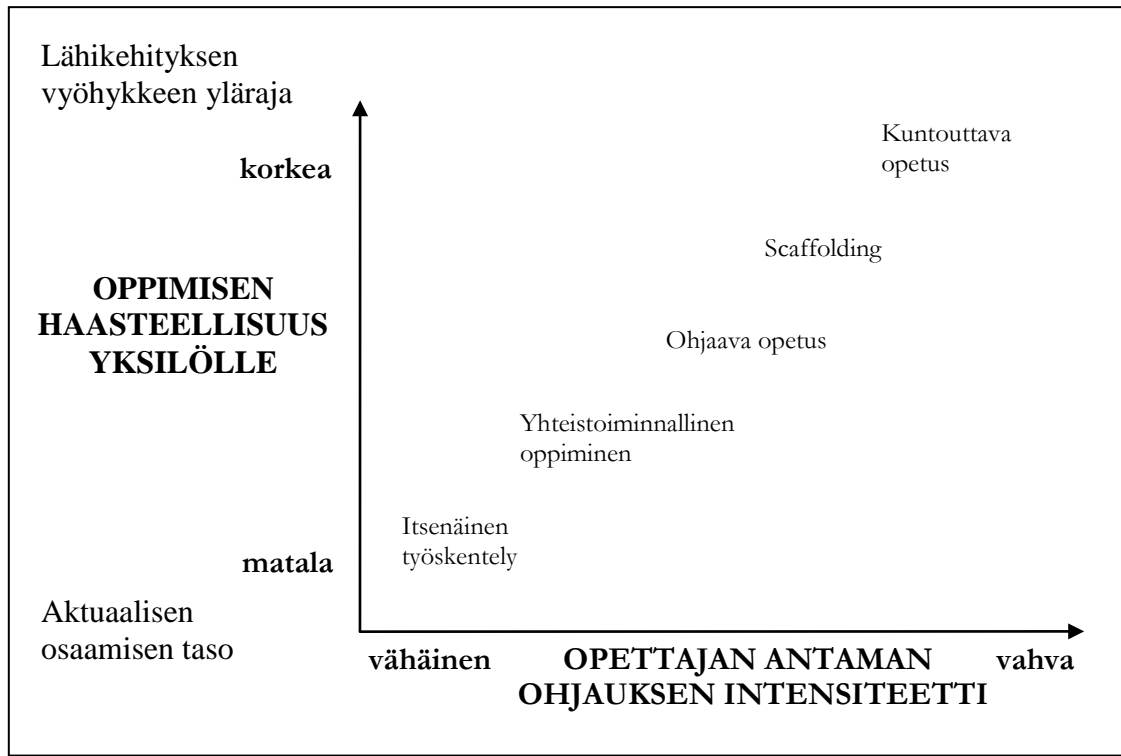 Lähikehityksen
vyöhykkeen yläraja
korkea
Kuntouttava
opetus
Scaffolding
OPPIMISEN
HAASTEELLISUUS
YKSILÖLLE
Ohjaava opetus
Yhteistoiminnallinen
oppiminen
Itsenäinen
työskentely
matala
Aktuaalisen
osaamisen taso
vähäinen
OPETTAJAN ANTAMAN
OHJAUKSEN INTENSITEETTI
vahva